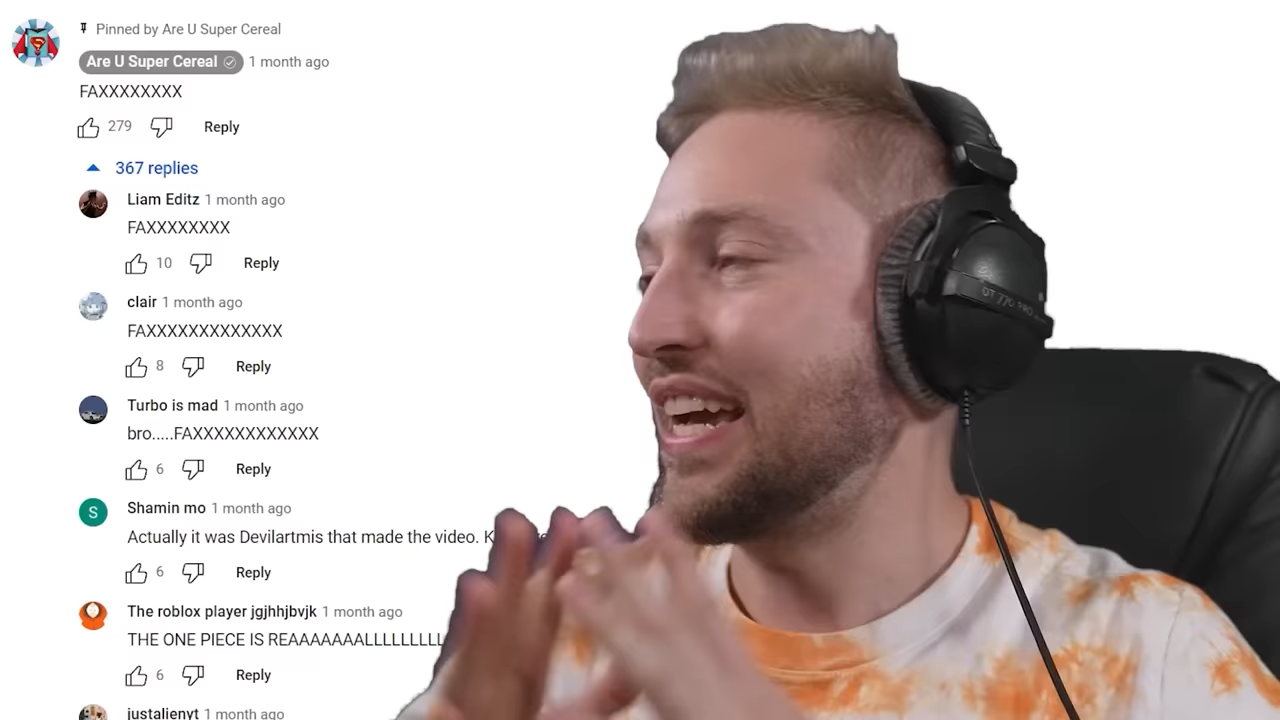 Pinned by Are U Super Cereal
Are U Super Cereal 1 month ago
FAXXXXXXXX
279 Reply
367 replies
Liam Editz 1 month ago
FAXXXXXXXX
10 Reply
clair 1 month ago
FAXXXXXXXXXXXXX
8 Reply
Turbo is mad 1 month ago
bro.....FAXXXXXXXXXXXX
6 Reply
S
Shamin mo 1 month ago
Actually it was Devilartmis that made the video.
6 Reply
The roblox player jgjhhjbvjk 1 month ago
THE ONE PIECE IS REAAAAAAALLLLLLLLL
6 Reply
justalienyt 1 month ago
DT 770 PRO